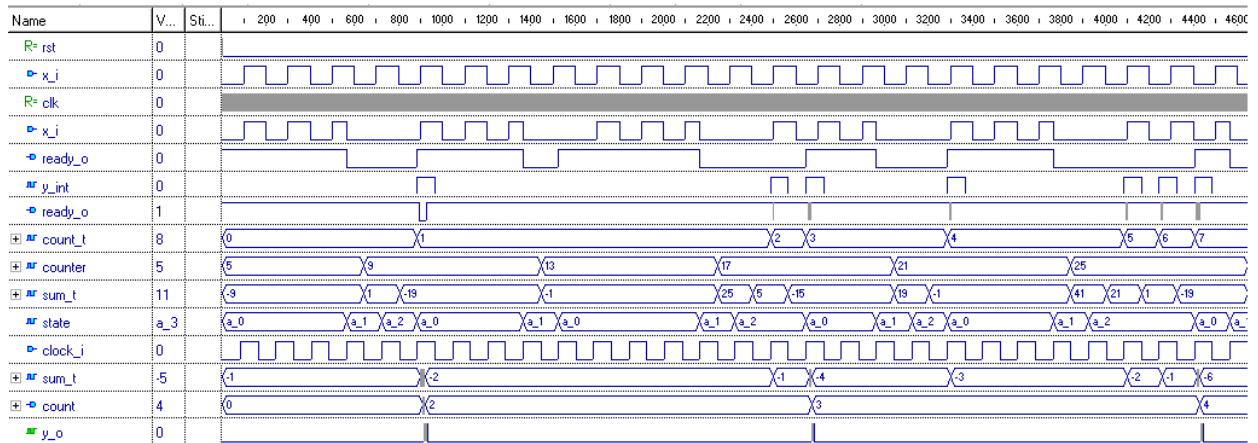 Name V... Sti... 200 400 600 800 1000 1200 1400 1600 1800 2000 2200 2400 2600 2800 3000 3200 3400 3600 3800 4000 4200 4400 4600
R= rst 0
x_i 0
R= clk 0
x_i 0
ready_o 0
y_int 0
ready_o 1
count_t 8 0 1 2 3 4 5 6 7
counter 5 5 9 13 17 21 25
sum_t 11 -9 1 -19 -1 25 5 -15 19 -1 41 21 1 -19
state a_3 a_0 a_1 a_2 a_0 a_1 a_0 a_1 a_2 a_0 a_1 a_2 a_0 a_1 a_2 a_0 a_
clock_i 0
sum_t -5 -1 -2 -1 -4 -3 -2 -1 -6
count 4 0 2 3 4
y_o 0